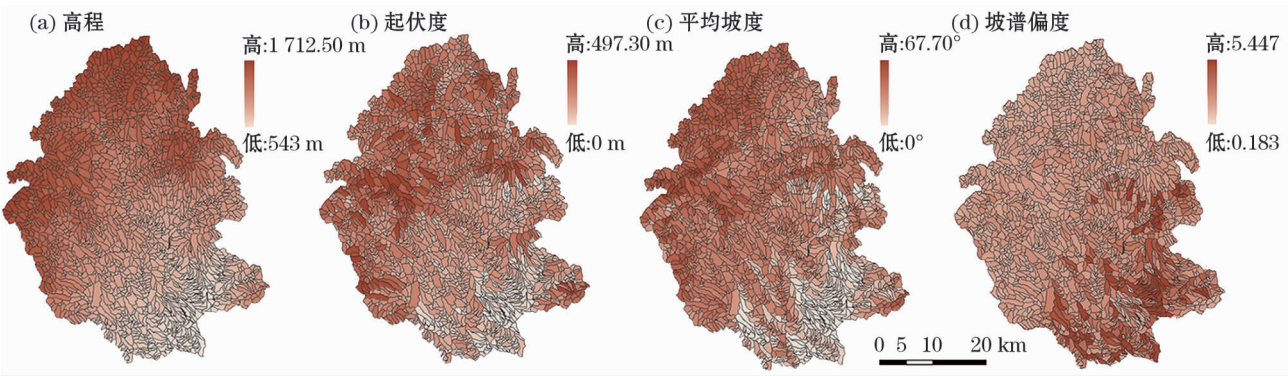 (a) 高程
高:1 712.50 m
低:543 m
(b) 起伏度
高:497.30 m
低:0 m
(c) 平均坡度
高:67.70°
低:0°
(d) 坡谱偏度
高:5.447
低:0.183
0 5 10 20 km